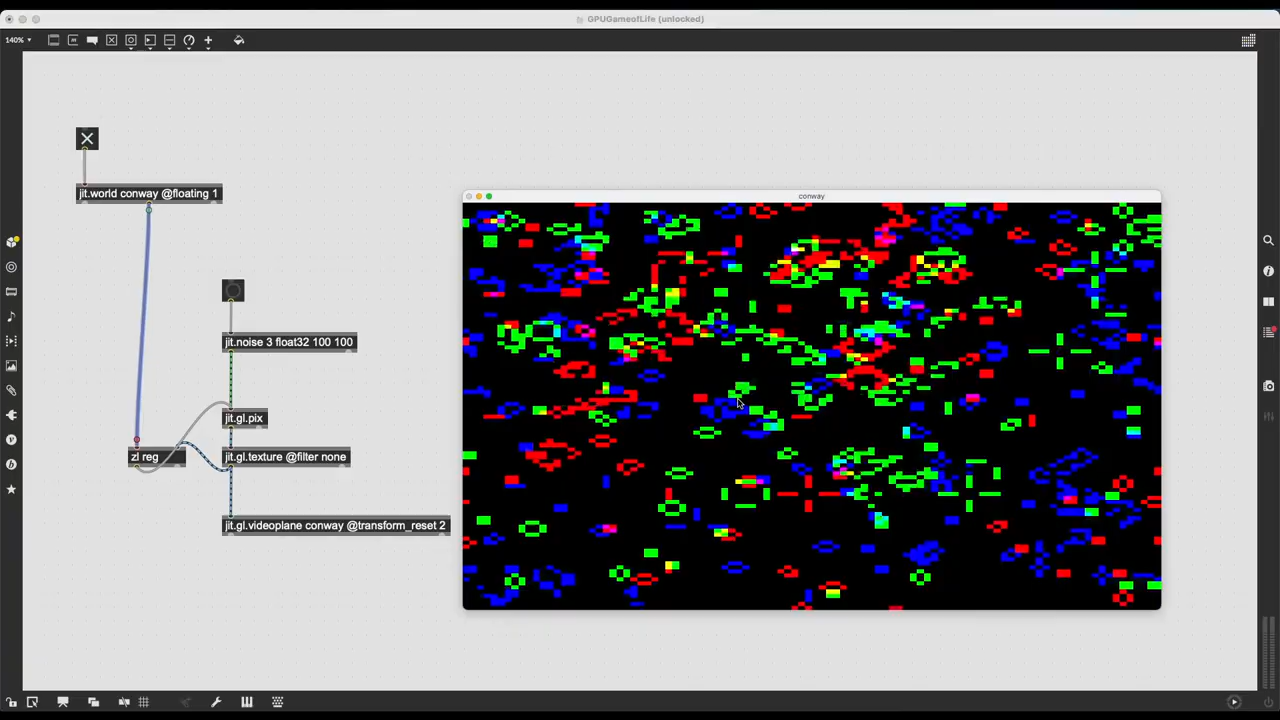 GPUGameofLife (unlocked)
140%
jit.world conway @floating 1
conway
jit.noise 3 float32 100 100
jit.gl.pix
zl reg
jit.gl.texture @filter none
jit.gl.videoplane conway @transform_reset 2